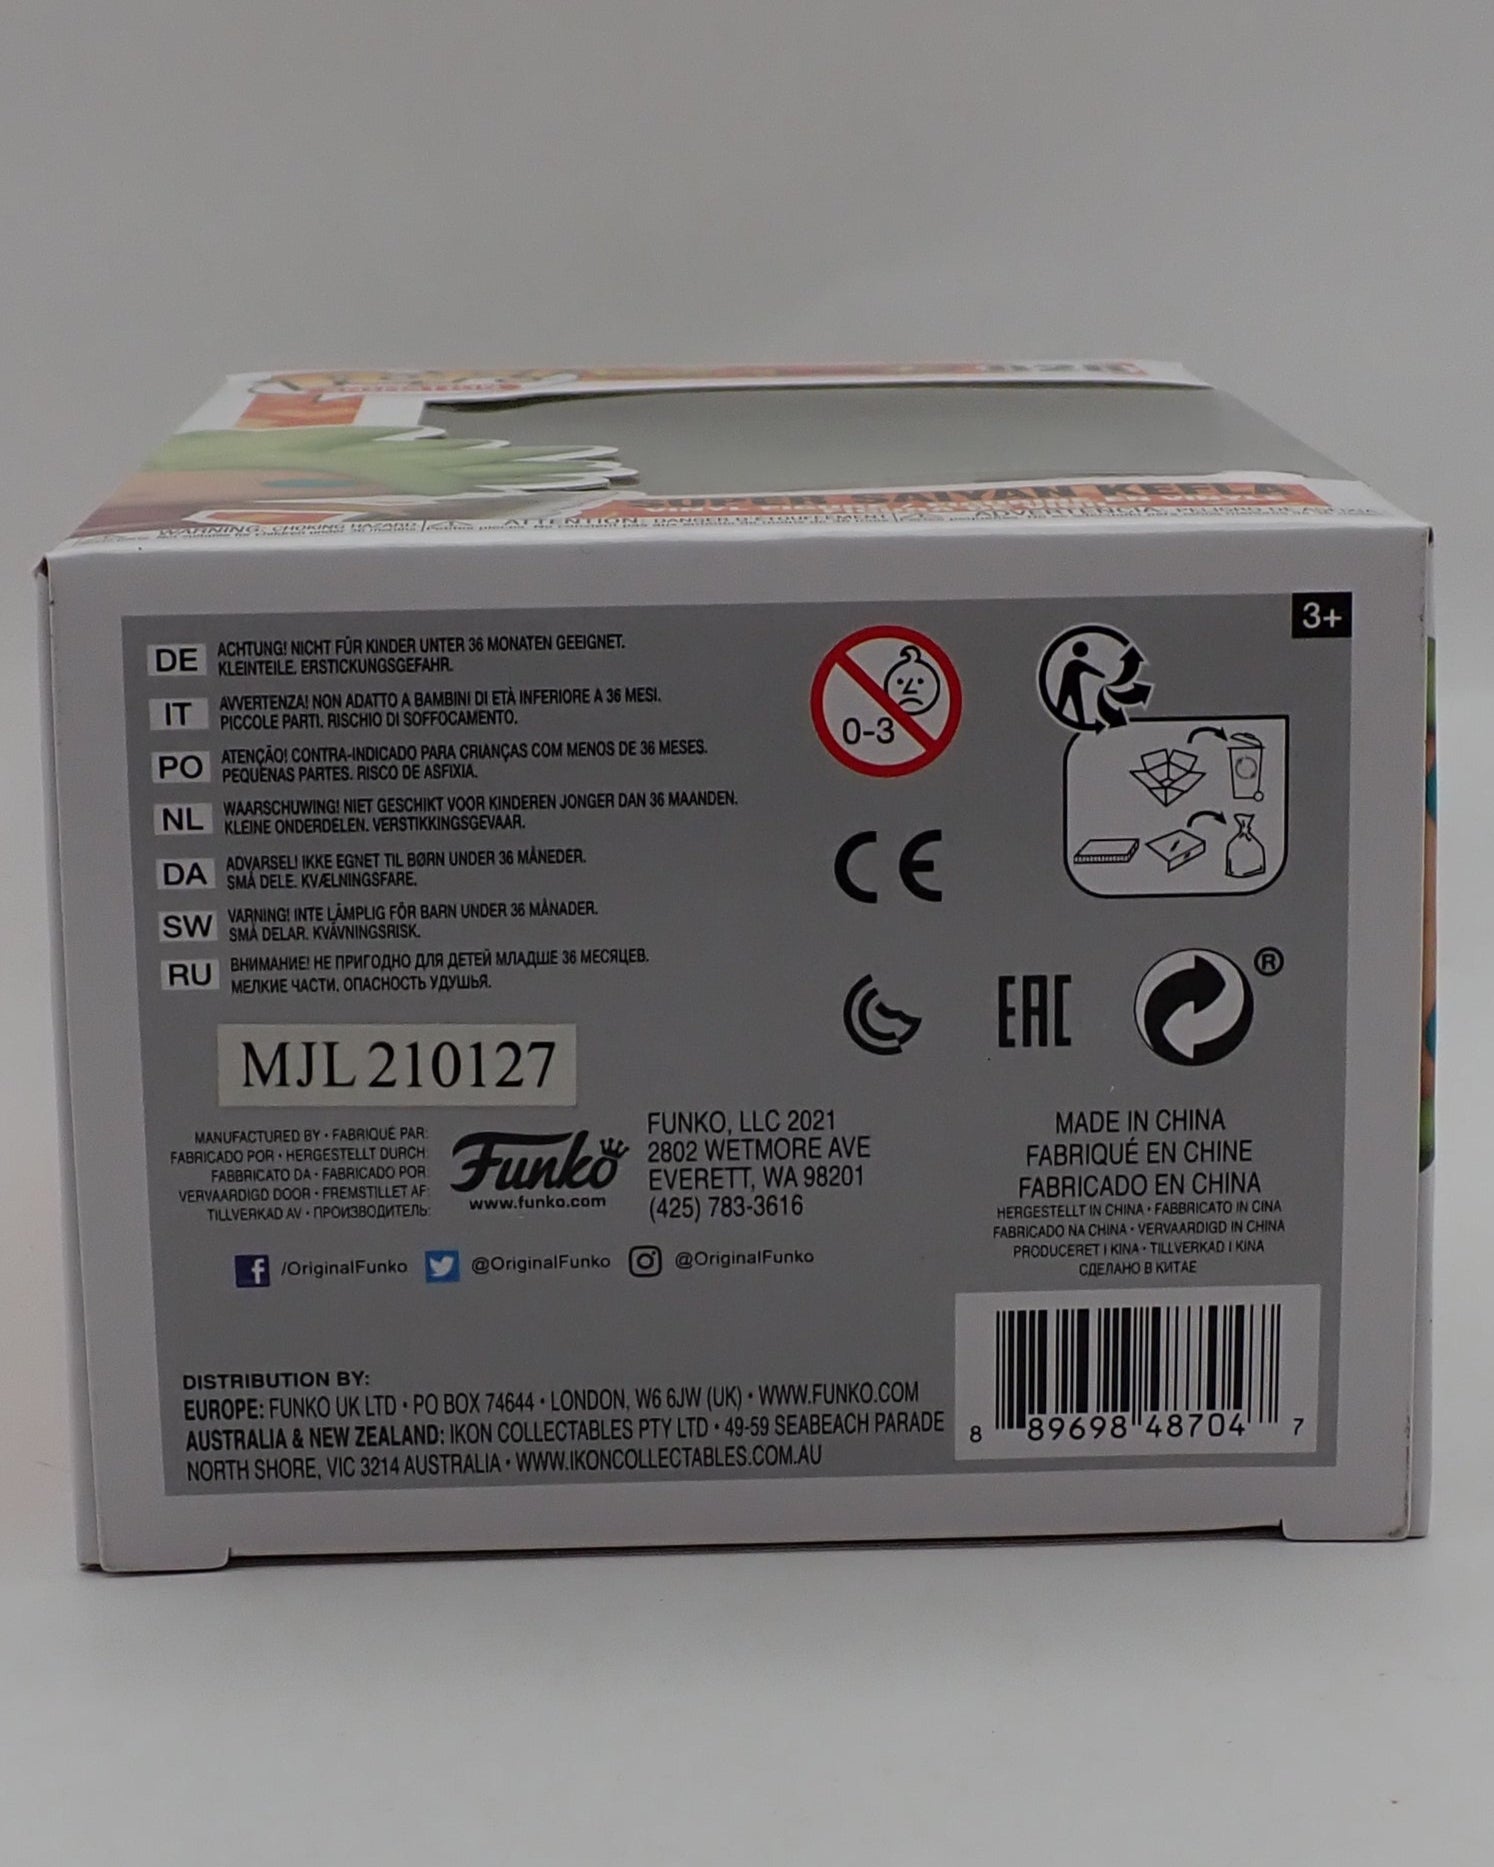 SUPER SAIYAN KEFLA
WARNING: CHOKING HAZARD
ATTENTION:
ADVERTENCIA:
3+
DE ACHTUNG! NICHT FÜR KINDER UNTER 36 MONATEN GEEIGNET.
KLEINTEILE. ERSTICKUNGSGEFAHR.
IT AVVERTENZA! NON ADATTO A BAMBINI DI ETÀ INFERIORE A 36 MESI.
PICCOLE PARTI. RISCHIO DI SOFFOCAMENTO.
PO ATENÇÃO! CONTRA-INDICADO PARA CRIANÇAS COM MENOS DE 36 MESES.
PEQUENAS PARTES. RISCO DE ASFIXIA.
NL WAARSCHUWING! NIET GESCHIKT VOOR KINDEREN JONGER DAN 36 MAANDEN.
KLEINE ONDERDELEN. VERSTIKKINGSGEVAAR.
DA ADVARSEL! IKKE EGNET TIL BØRN UNDER 36 MÅNEDER.
SMÅ DELE. KVÆLNINGSFARE.
SW VARNING! INTE LÄMPLIG FÖR BARN UNDER 36 MÅNADER.
SMÅ DELAR. KVÄVNINGSRISK.
RU ВНИМАНИЕ! НЕ ПРИГОДНО ДЛЯ ДЕТЕЙ МЛАДШЕ 36 МЕСЯЦЕВ.
МЕЛКИЕ ЧАСТИ. ОПАСНОСТЬ УДУШЬЯ.
0-3
CE
EAC
®
MJL 210127
MANUFACTURED BY • FABRIQUÉ PAR:
FABRICADO POR • HERGESTELLT DURCH:
FABBRICATO DA • FABRICADO POR:
VERVAARDIGD DOOR • FREMSTILLET AF:
TILLVERKAD AV • ПРОИЗВОДИТЕЛЬ:
Funko
www.funko.com
FUNKO, LLC 2021
2802 WETMORE AVE
EVERETT, WA 98201
(425) 783-3616
MADE IN CHINA
FABRIQUÉ EN CHINE
FABRICADO EN CHINA
HERGESTELLT IN CHINA • FABBRICATO IN CINA
FABRICADO NA CHINA • VERVAARDIGD IN CHINA
PRODUCERET I KINA • TILLVERKAD I KINA
СДЕЛАНО В КИТАЕ
/OriginalFunko @OriginalFunko @OriginalFunko
DISTRIBUTION BY:
EUROPE: FUNKO UK LTD • PO BOX 74644 • LONDON, W6 6JW (UK) • WWW.FUNKO.COM
AUSTRALIA & NEW ZEALAND: IKON COLLECTABLES PTY LTD • 49-59 SEABEACH PARADE
NORTH SHORE, VIC 3214 AUSTRALIA • WWW.IKONCOLLECTABLES.COM.AU
8 89698 48704 7